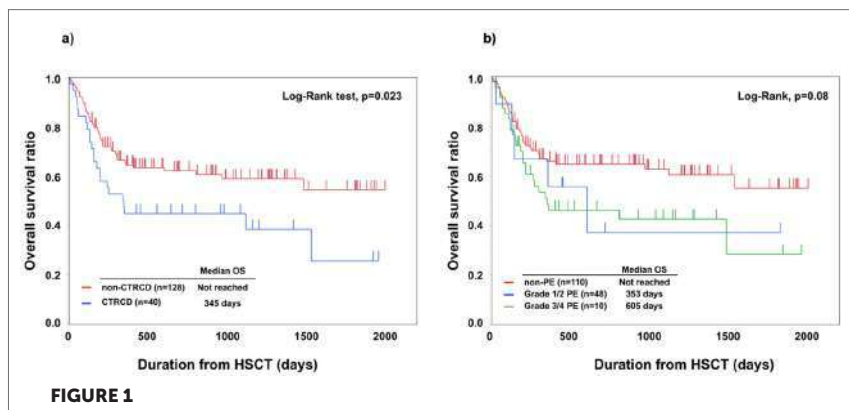 a)
Log-Rank test, p=0.023
Overall survival ratio
1.0
0.8
0.6
0.4
0.2
0.0
Median OS
non-CTRCD (n=128) Not reached
CTRCD (n=40) 345 days
0 500 1000 1500 2000
Duration from HSCT (days)
b)
Log-Rank, p=0.08
Overall survival ratio
1.0
0.8
0.6
0.4
0.2
0.0
Median OS
non-PE (n=110) Not reached
Grade 1/2 PE (n=48) 353 days
Grade 3/4 PE (n=10) 605 days
0 500 1000 1500 2000
Duration from HSCT (days)
FIGURE 1